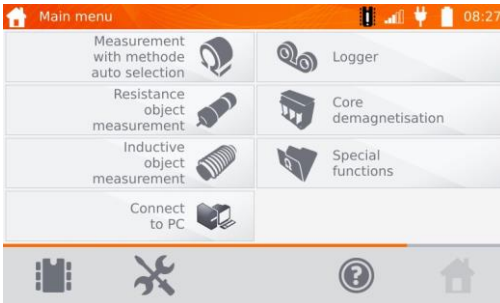 Main menu
08:27
Measurement
with methode
auto selection
Logger
Resistance
object
measurement
Core
demagnetisation
Inductive
object
measurement
Special
functions
Connect
to PC